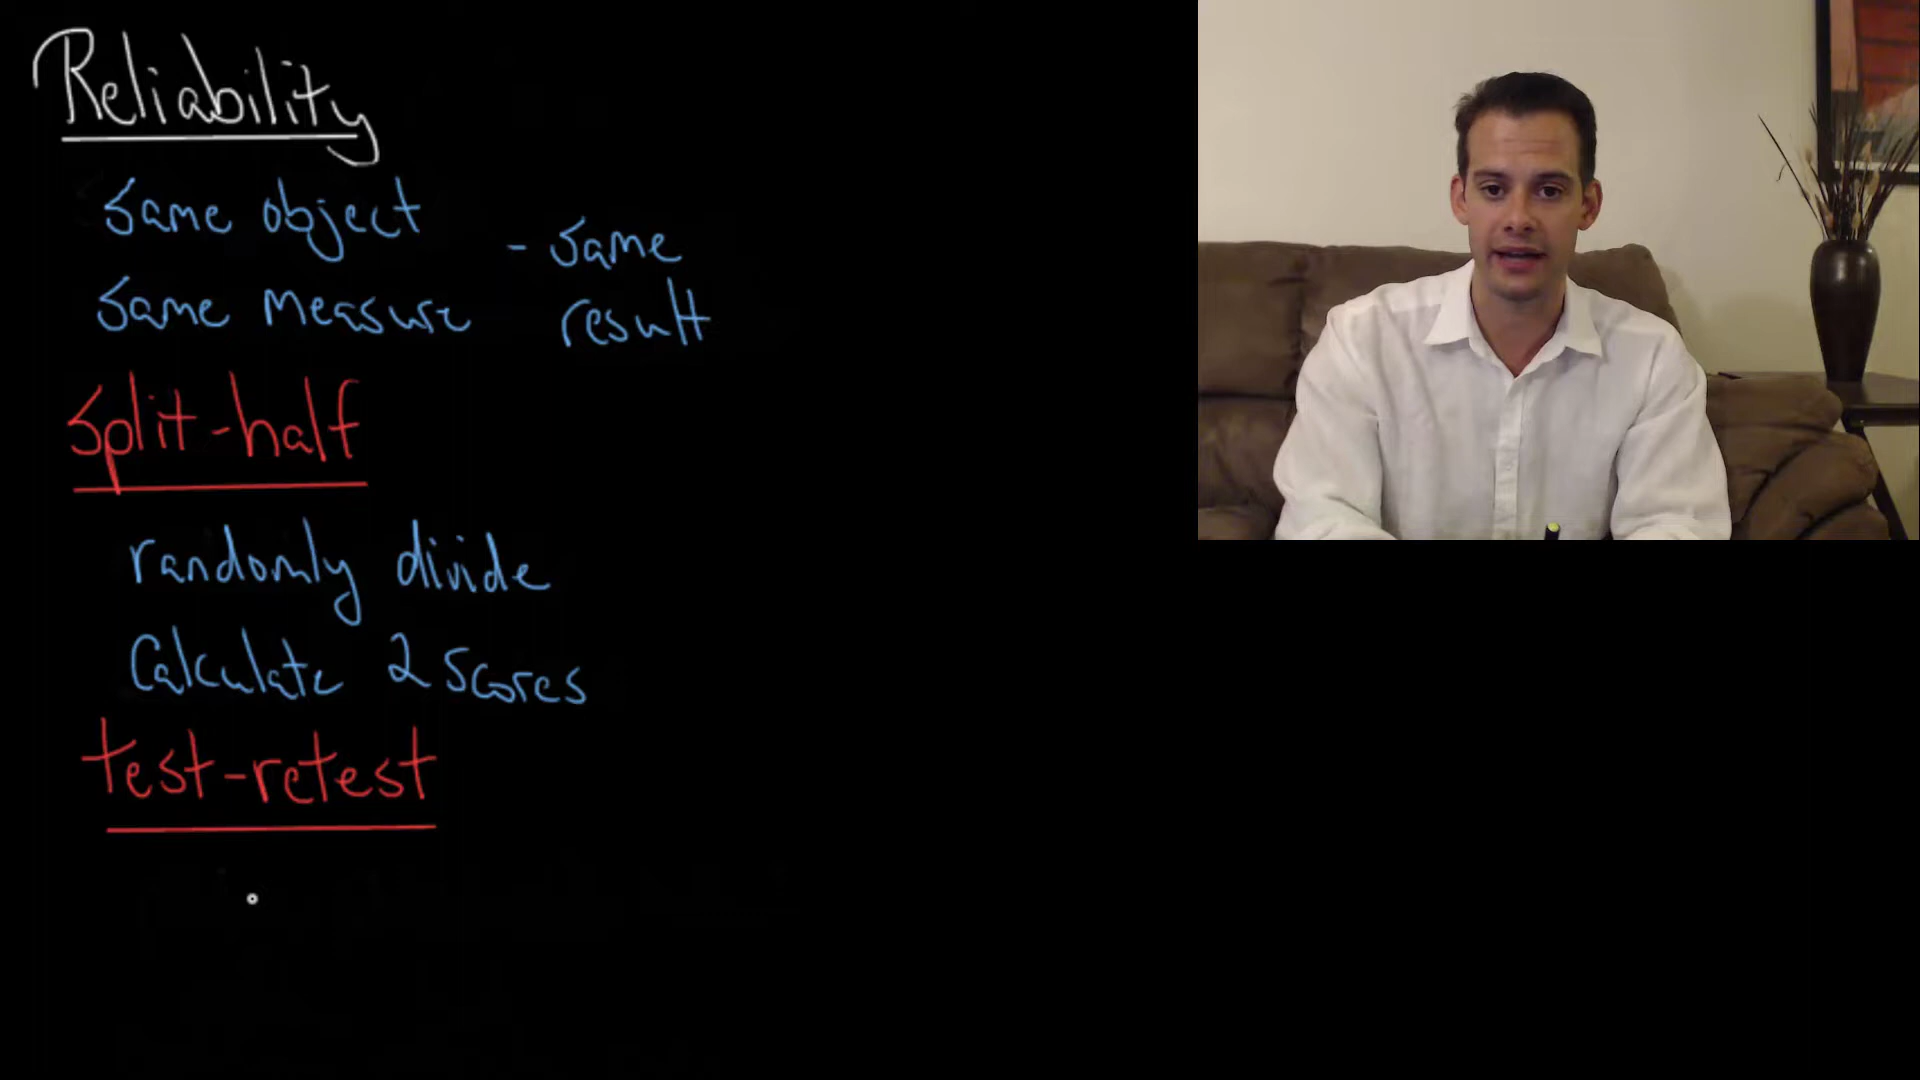 Reliability
same object
same measure
- same
result
split-half
randomly divide
Calculate 2 scores
test-retest